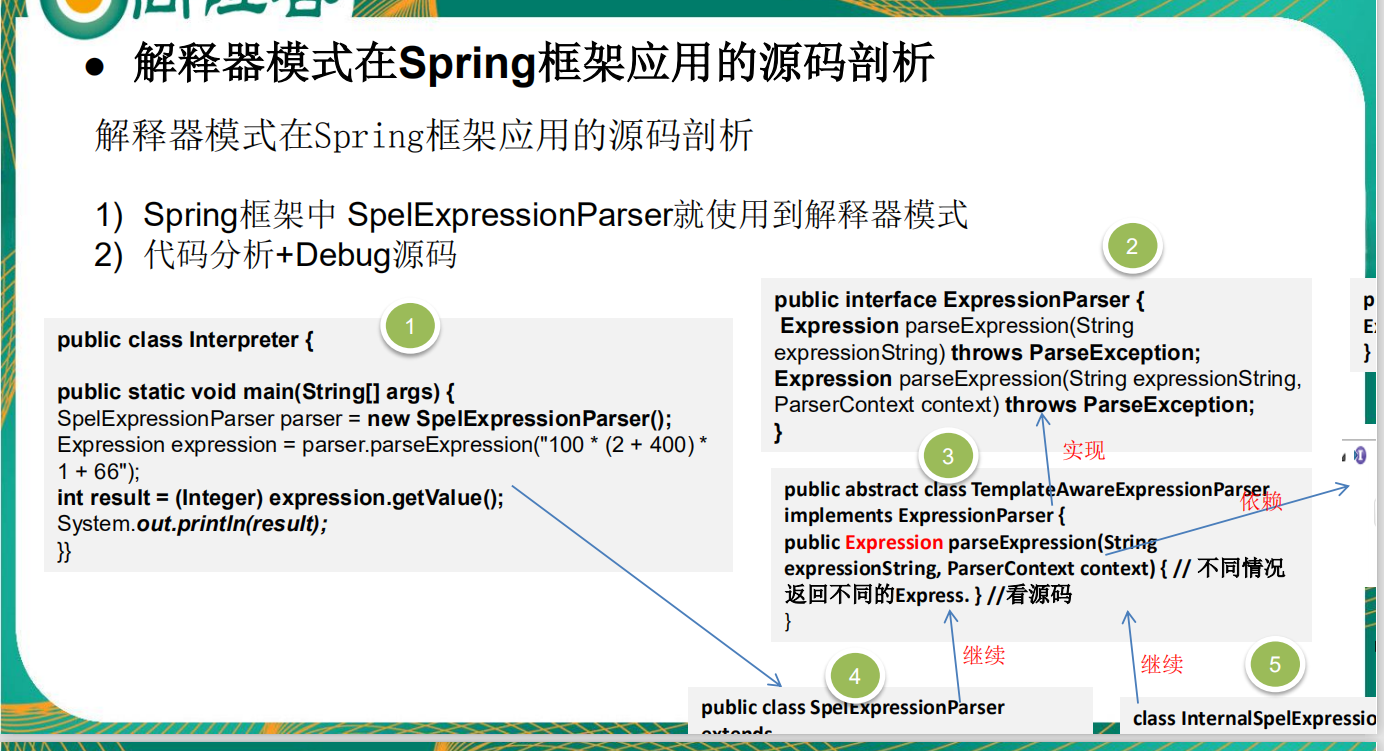 ● 解释器模式在Spring框架应用的源码剖析
解释器模式在Spring框架应用的源码剖析
1) Spring框架中 SpelExpressionParser就使用到解释器模式
2) 代码分析+Debug源码
1
public class Interpreter {
public static void main(String[] args) {
SpelExpressionParser parser = new SpelExpressionParser();
Expression expression = parser.parseExpression("100 * (2 + 400) *
1 + 66");
int result = (Integer) expression.getValue();
System.out.println(result);
}}
2
public interface ExpressionParser {
Expression parseExpression(String
expressionString) throws ParseException;
Expression parseExpression(String expressionString,
ParserContext context) throws ParseException;
}
实现
3
public abstract class TemplateAwareExpressionParser
implements ExpressionParser {
public Expression parseExpression(String
expressionString, ParserContext context) { // 不同情况
返回不同的Express. } //看源码
}
依赖
继续
继续
4
public class SpelExpressionParser
extends
5
class InternalSpelExpressio
p
E
}
I